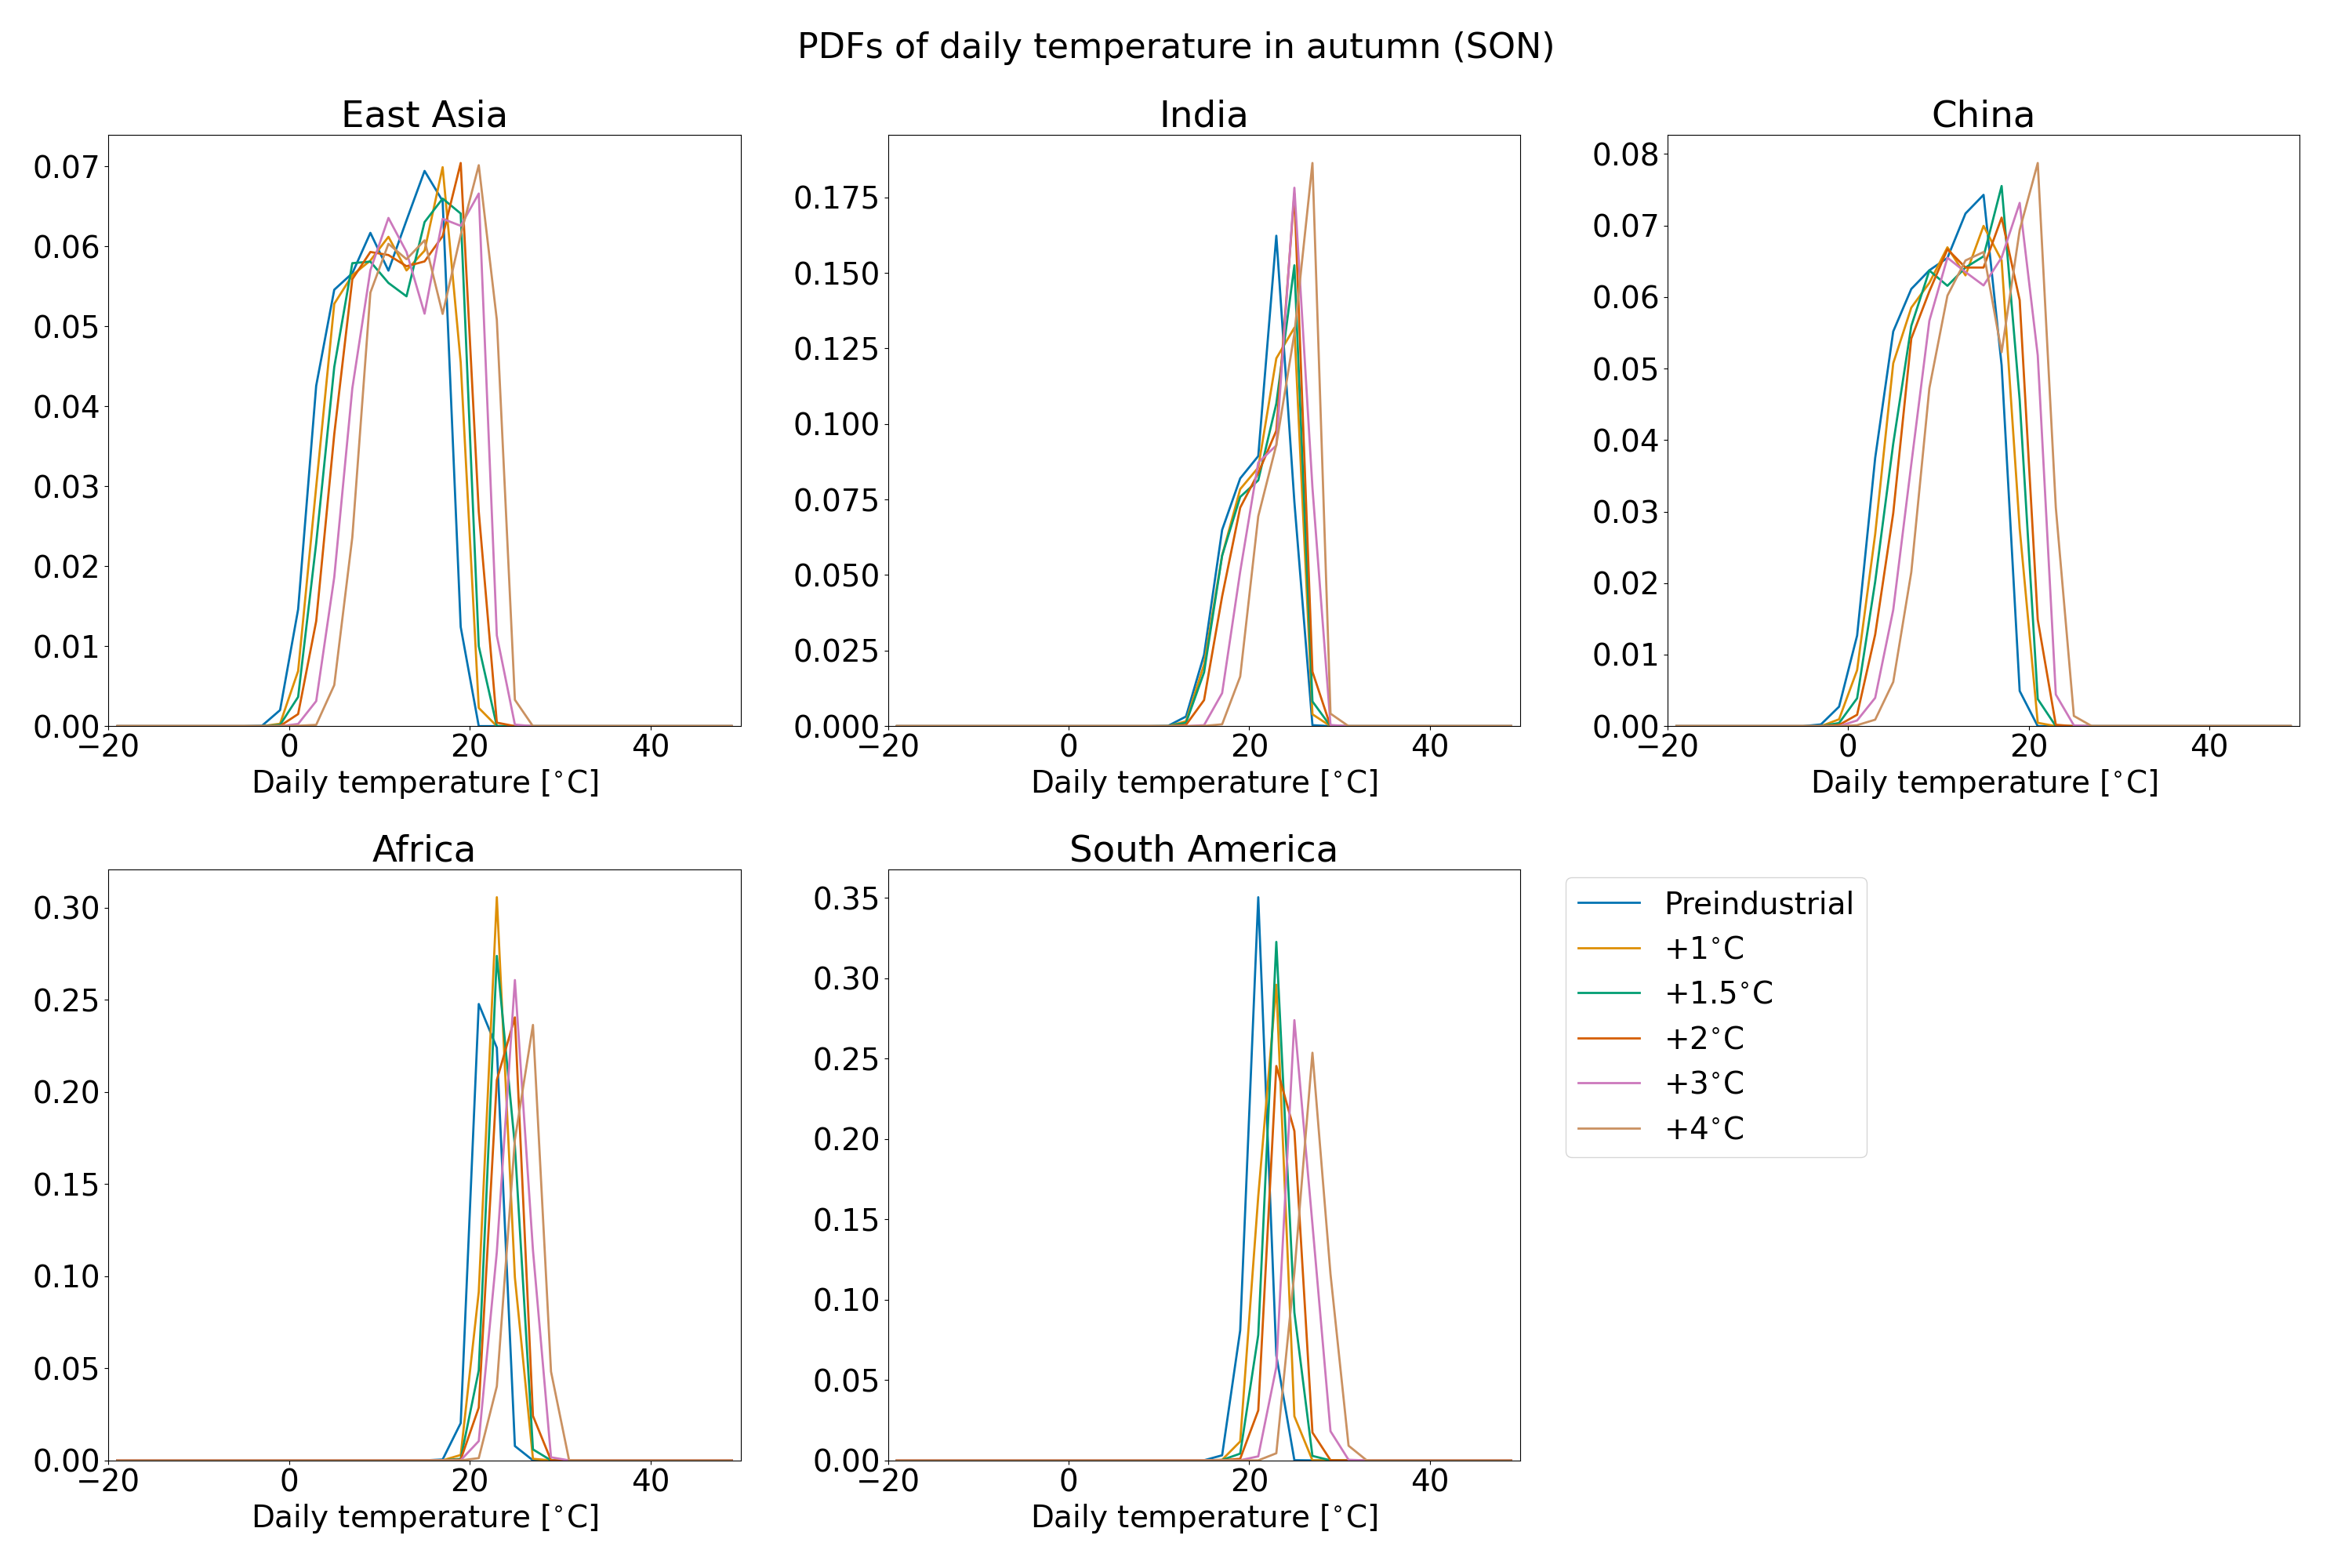 PDFs of daily temperature in autumn (SON)
East Asia
0.07
0.06
0.05
0.04
0.03
0.02
0.01
0.00
−20 0 20 40
Daily temperature [°C]
India
0.175
0.150
0.125
0.100
0.075
0.050
0.025
0.000
−20 0 20 40
Daily temperature [°C]
China
0.08
0.07
0.06
0.05
0.04
0.03
0.02
0.01
0.00
−20 0 20 40
Daily temperature [°C]
Africa
0.30
0.25
0.20
0.15
0.10
0.05
0.00
−20 0 20 40
Daily temperature [°C]
South America
0.35
0.30
0.25
0.20
0.15
0.10
0.05
0.00
−20 0 20 40
Daily temperature [°C]
Preindustrial
+1°C
+1.5°C
+2°C
+3°C
+4°C